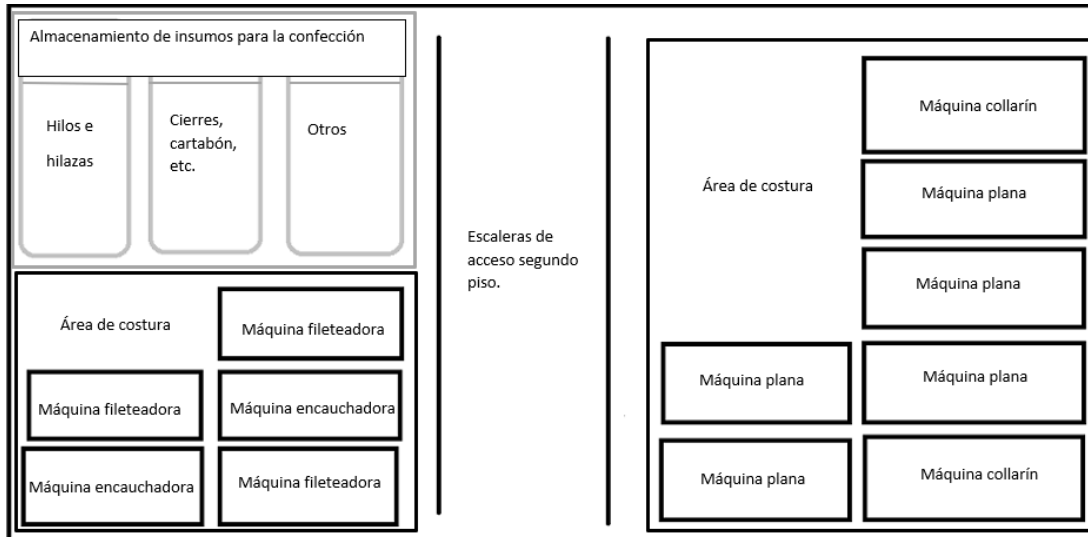 Almacenamiento de insumos para la confección
Hilos e
hilazas
Cierres,
cartabón,
etc.
Otros
Área de costura
Máquina fileteadora
Máquina fileteadora
Máquina encauchadora
Máquina encauchadora
Máquina fileteadora
Escaleras de
acceso segundo
piso.
Área de costura
Máquina collarín
Máquina plana
Máquina plana
Máquina plana
Máquina plana
Máquina plana
Máquina collarín